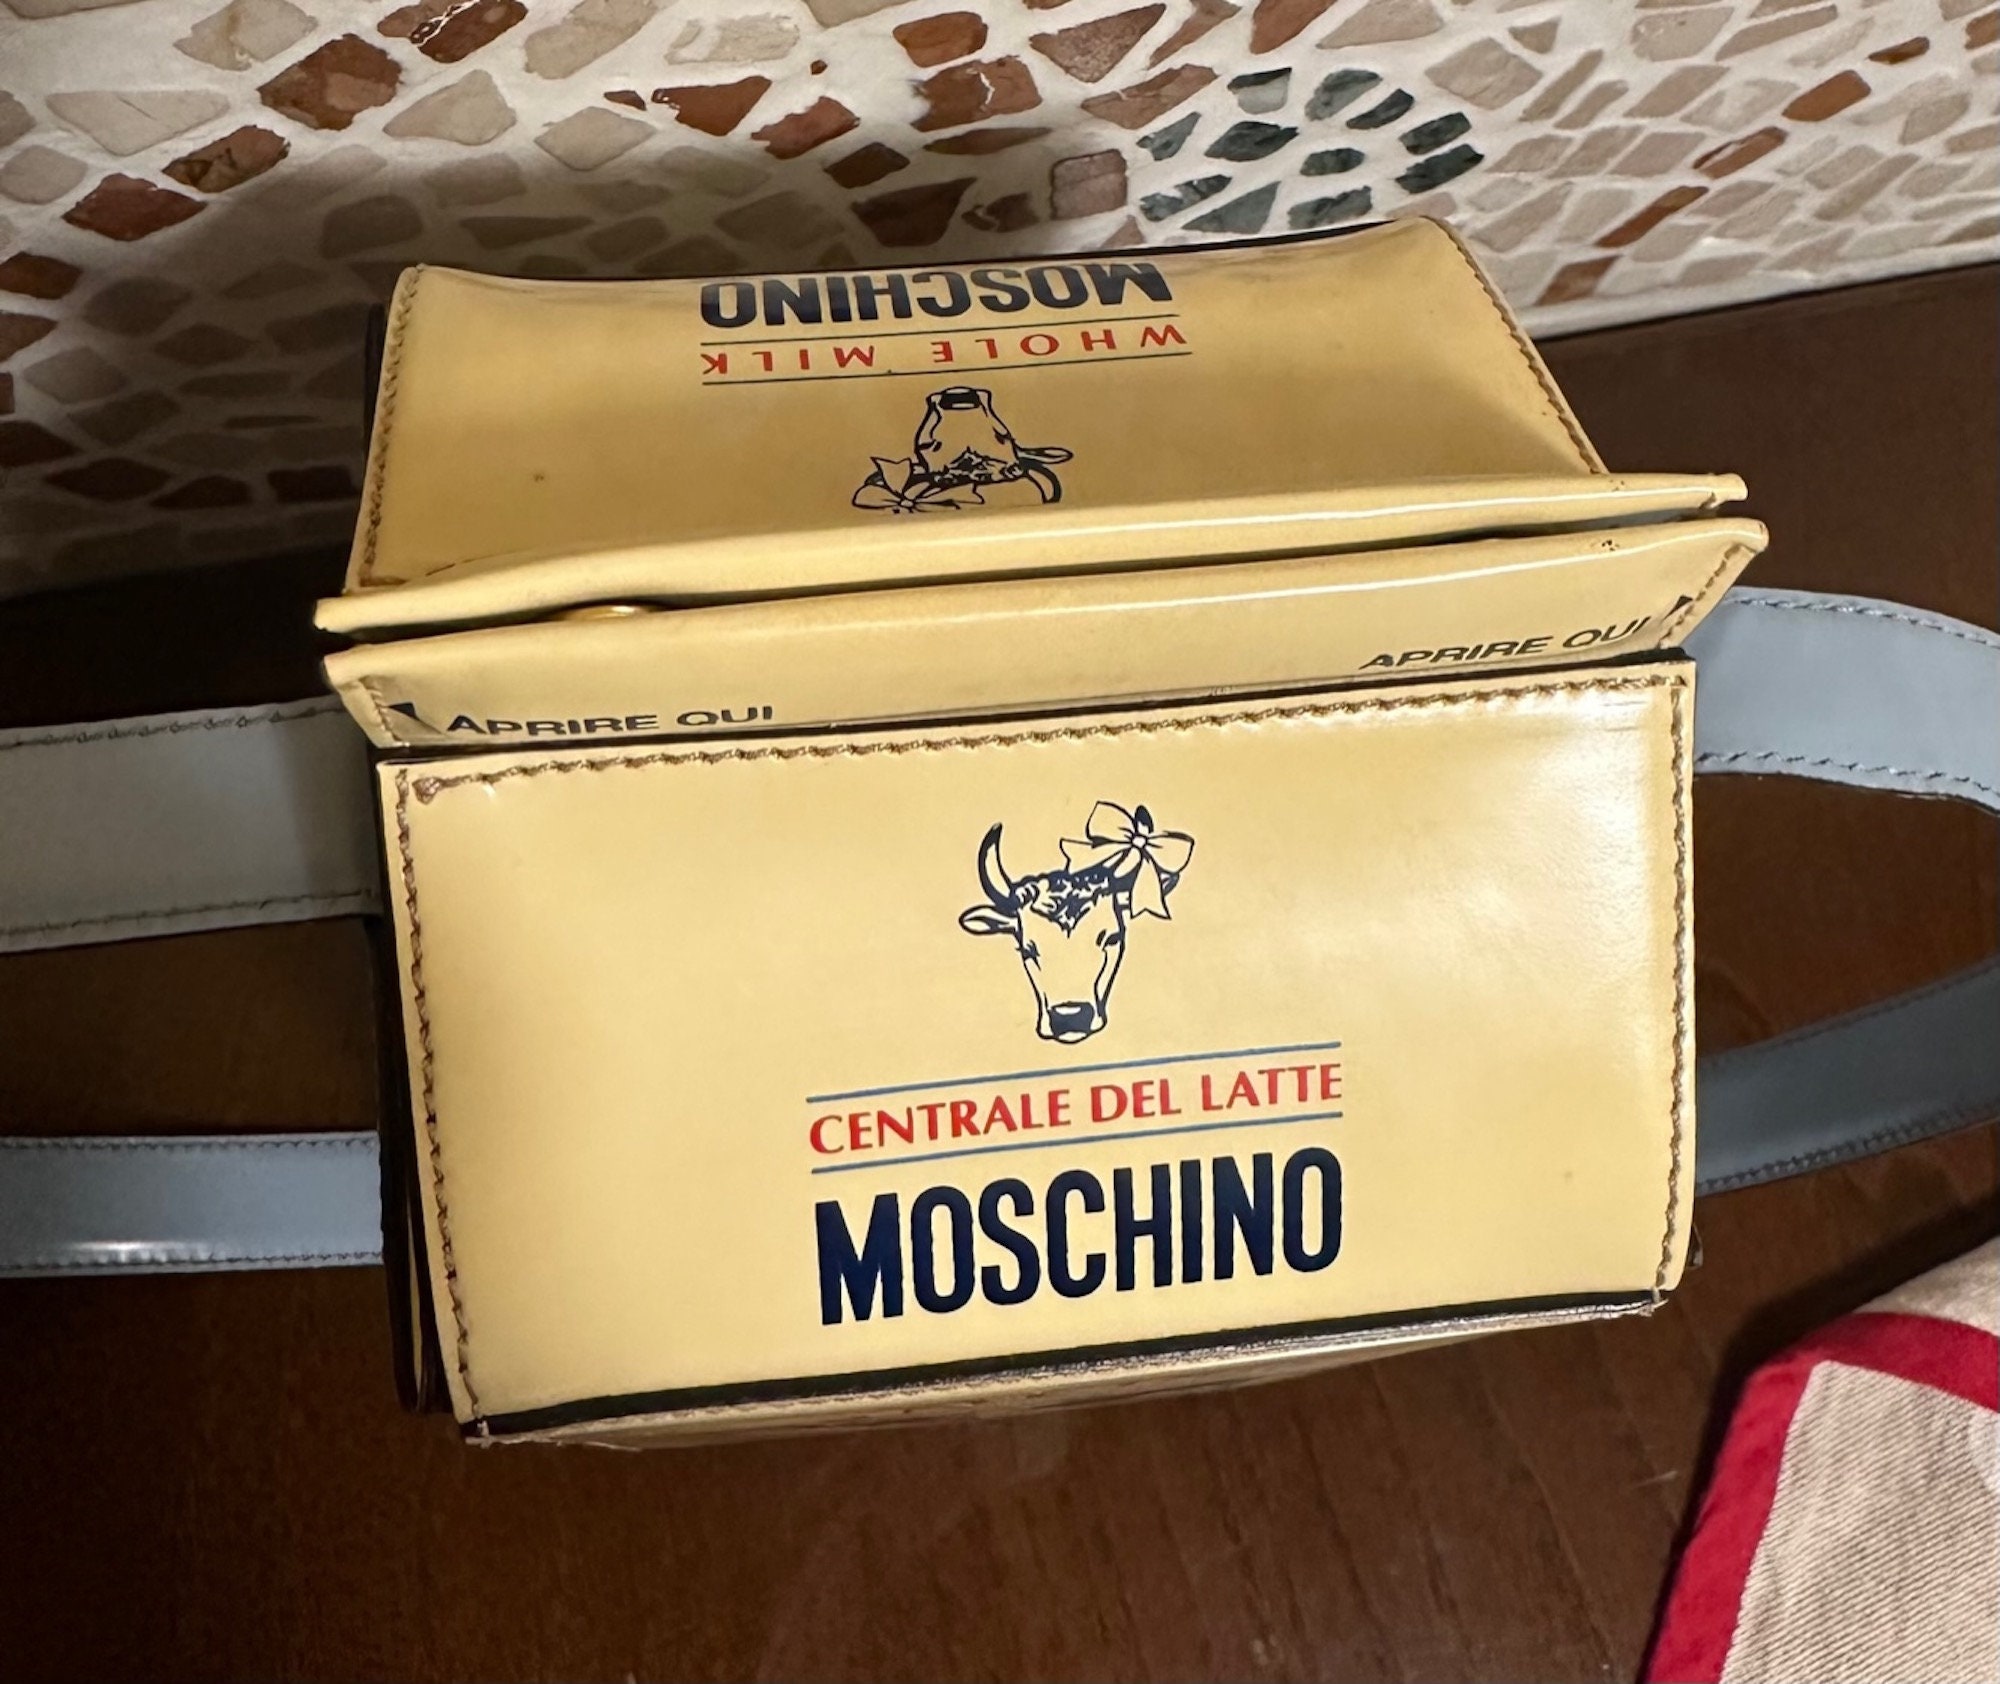 MOSCHINO
WHOLE MILK
APRIRE QUI
APRIRE QUI
CENTRALE DEL LATTE
MOSCHINO